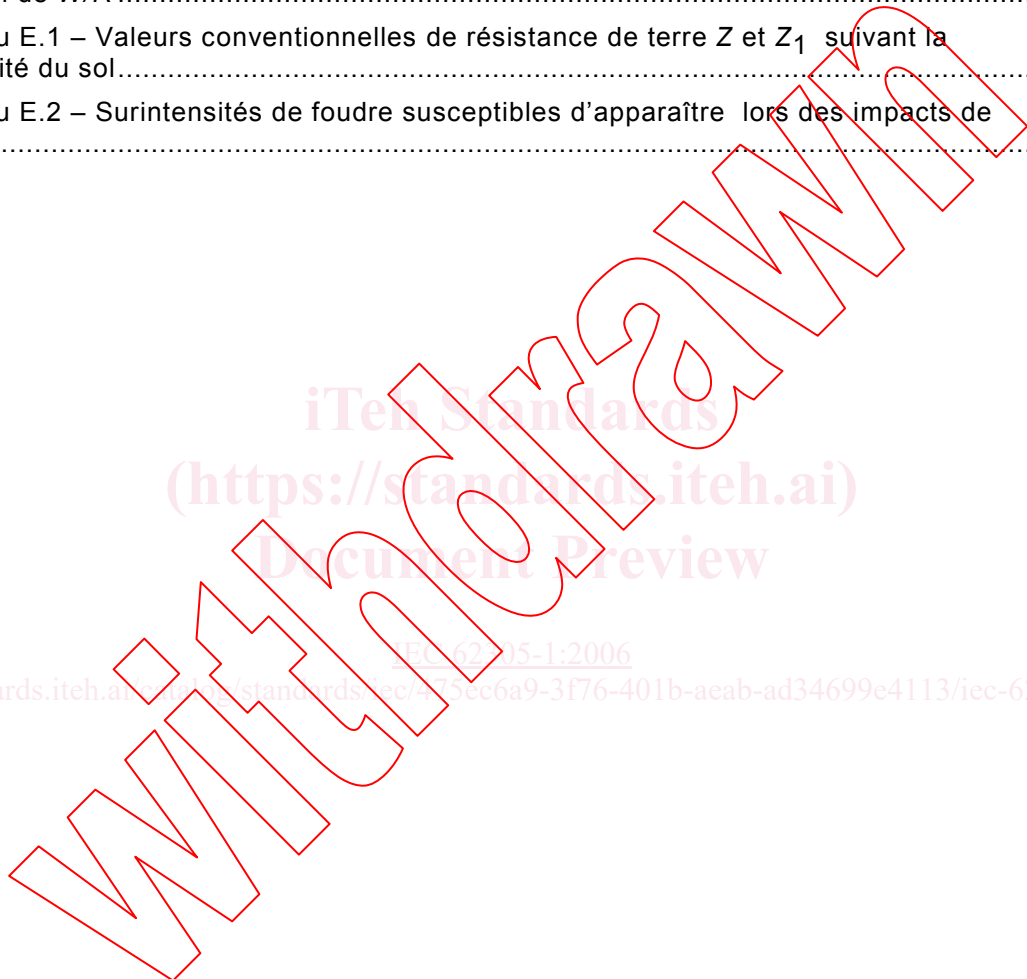 de W/R
u E.1 – Valeurs conventionnelles de résistance de terre Z et Z1 suivant la
ité du sol
u E.2 – Surintensités de foudre susceptibles d'apparaître lors des impacts de
iTeh Standards
(https://standards.iteh.ai)
Document Preview
IEC 62305-1:2006
ards.iteh.ai/catalog/standards/iec/475ec6a9-3f76-401b-aeab-ad34699e4113/iec-6
withdrawn